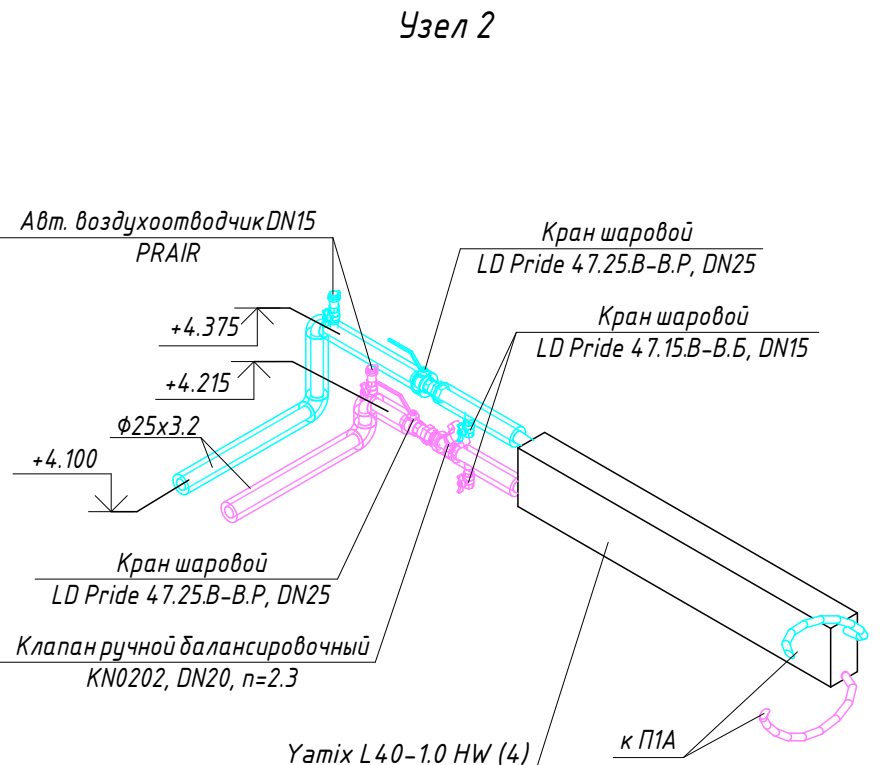 Узел 2
Авт. воздухоотводчик DN15
PRAIR
Кран шаровой
LD Pride 47.25.В-В.Р, DN25
Кран шаровой
LD Pride 47.15.В-В.Б, DN15
+4.375
+4.215
Ф25х3.2
+4.100
Кран шаровой
LD Pride 47.25.В-В.Р, DN25
Клапан ручной балансировочный
KN0202, DN20, n=2.3
Yamix L40-1.0 HW (4)
к П1А